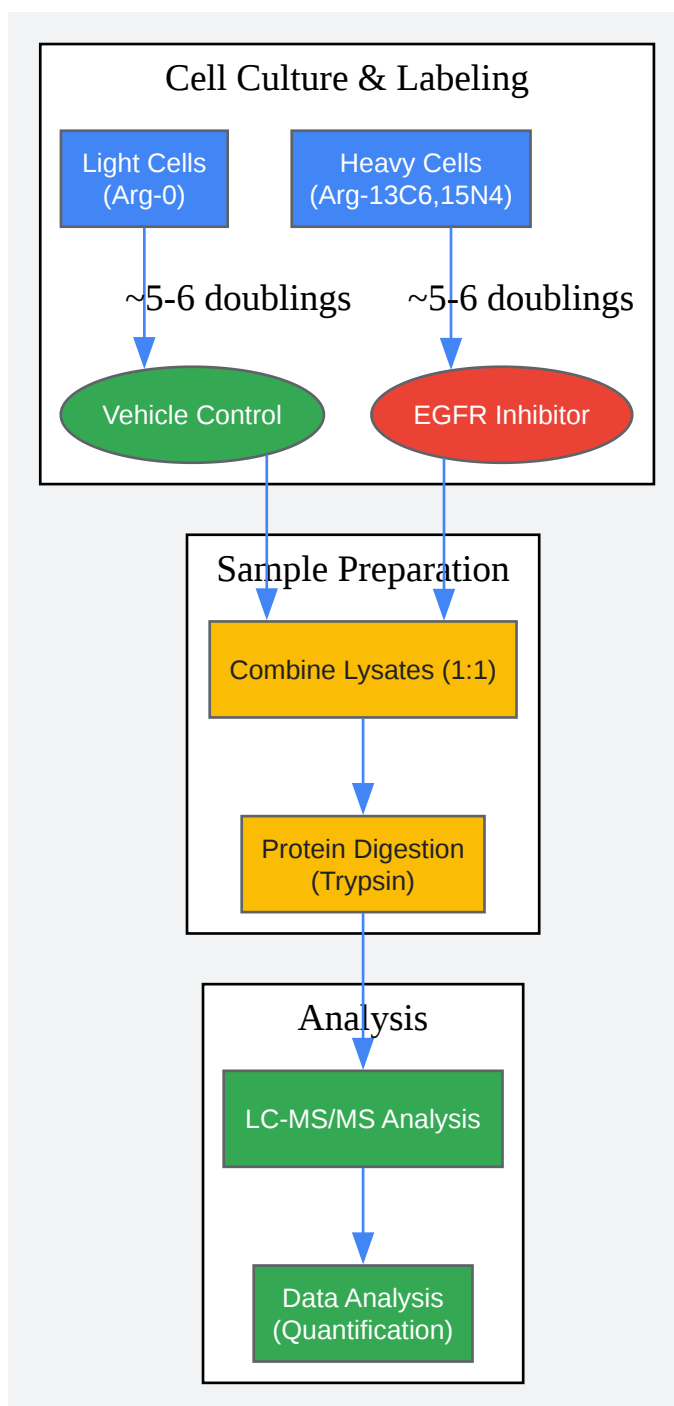 Cell Culture & Labeling
Light Cells
(Arg-0)
Heavy Cells
(Arg-13C6,15N4)
~5-6 doublings
~5-6 doublings
Vehicle Control
EGFR Inhibitor
Sample Preparation
Combine Lysates (1:1)
Protein Digestion
(Trypsin)
Analysis
LC-MS/MS Analysis
Data Analysis
(Quantification)